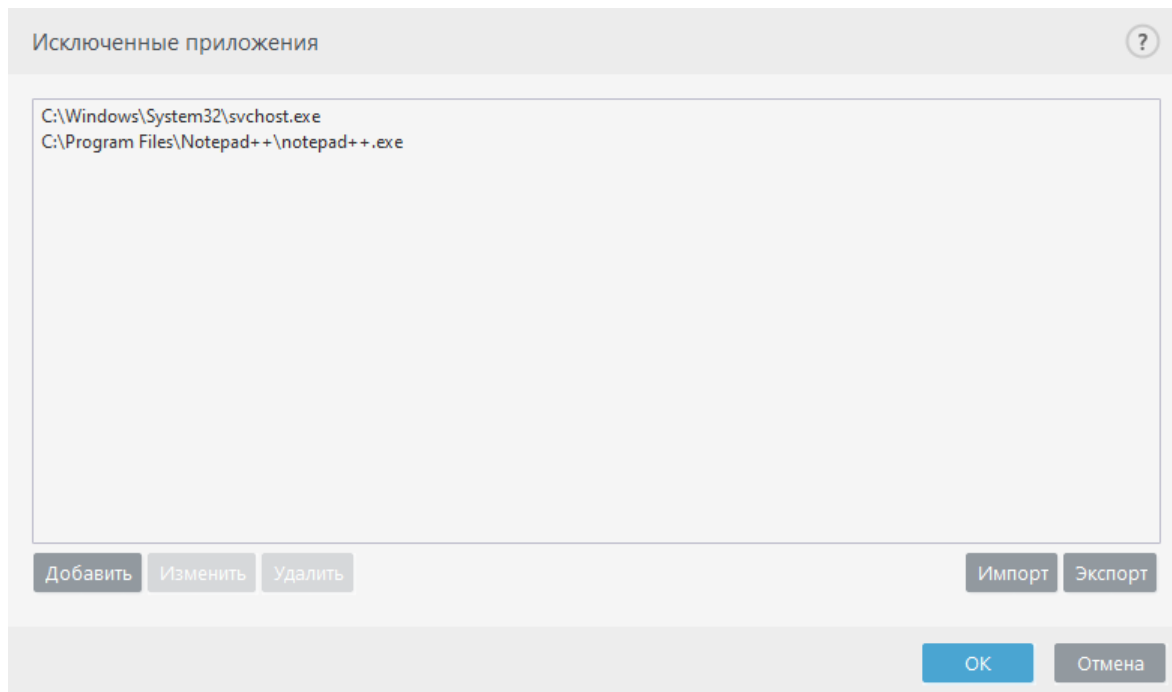 Исключенные приложения
?
C:\Windows\System32\svchost.exe
C:\Program Files\Notepad++\notepad++.exe
Добавить Изменить Удалить Импорт Экспорт
OK Отмена